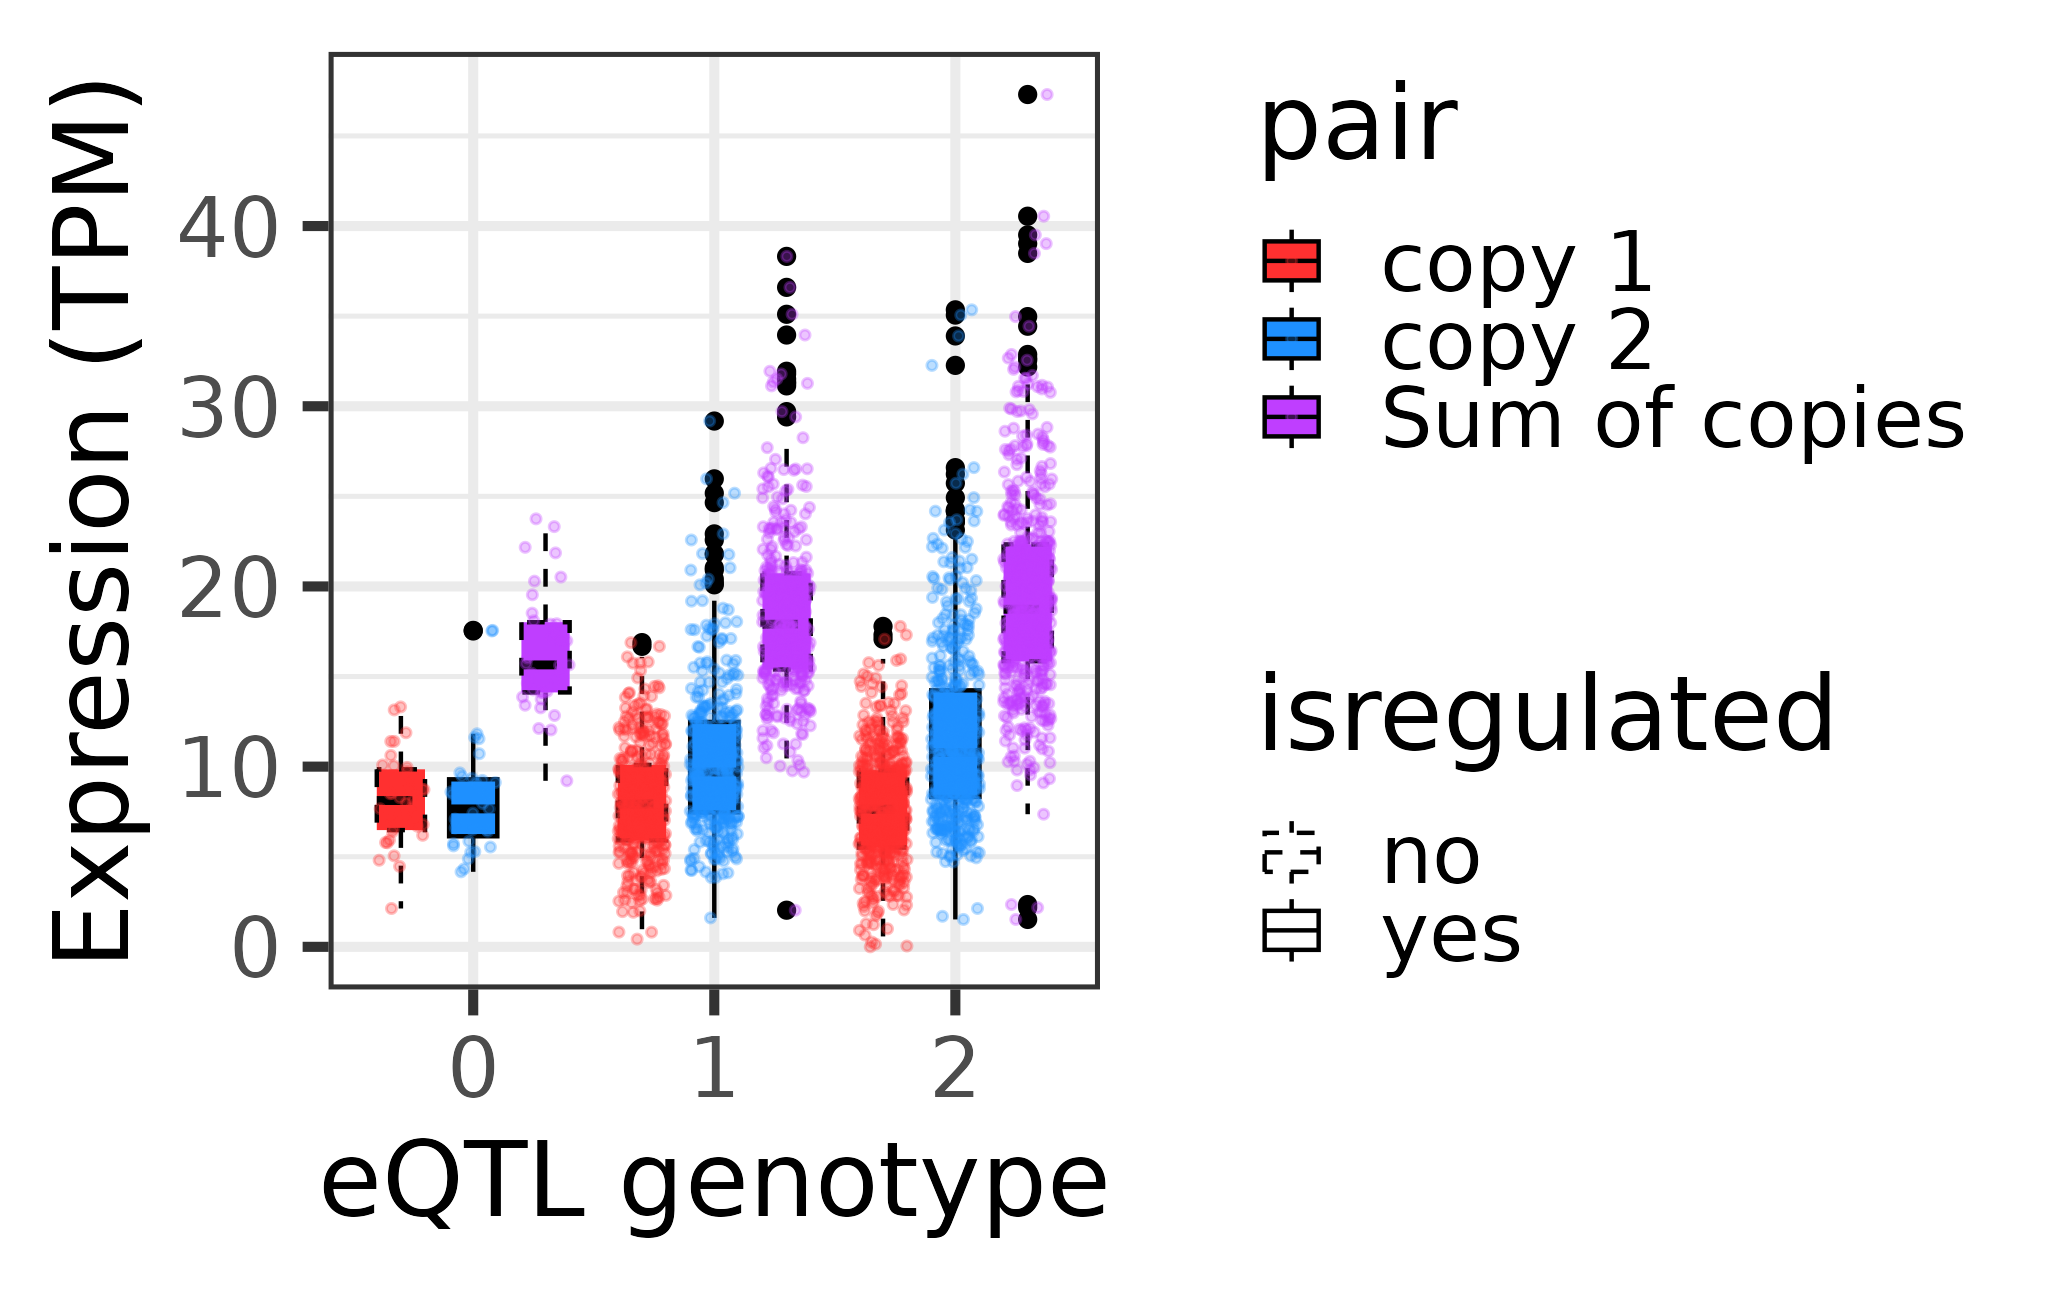 Expression (TPM)
40
30
20
10
0
0 1 2
eQTL genotype
pair
copy 1
copy 2
Sum of copies
isregulated
no
yes